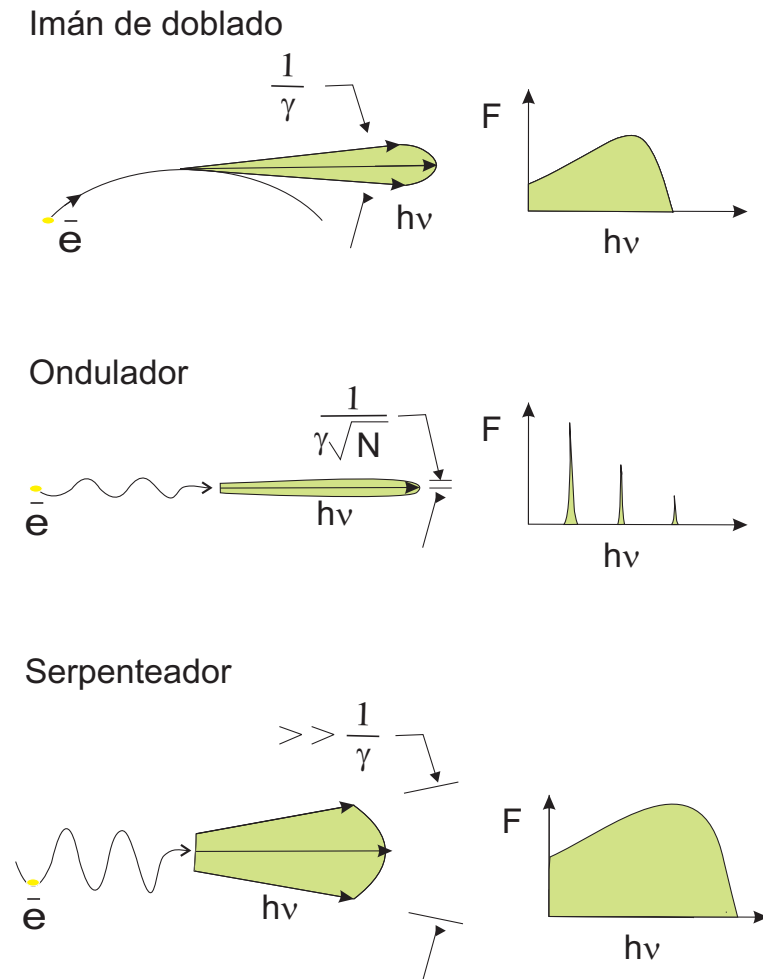 Imán de doblado
1/γ
F
hν
ē
hν
Ondulador
1/γ√N
F
hν
ē
hν
Serpenteador
>> 1/γ
F
hν
ē
hν